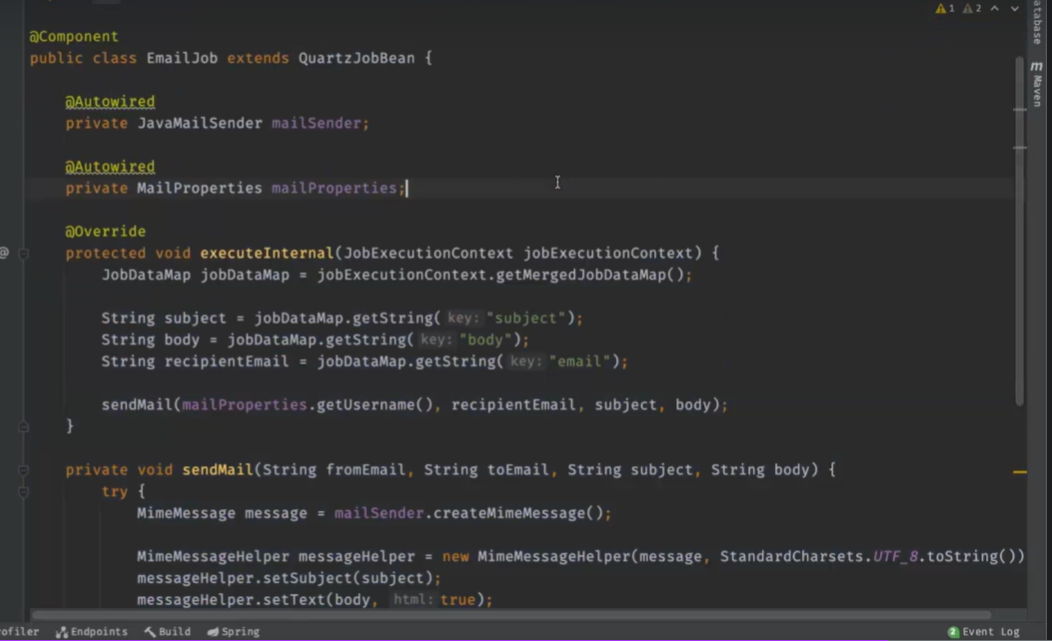 1 2
@Component
public class EmailJob extends QuartzJobBean {
@Autowired
private JavaMailSender mailSender;
@Autowired
private MailProperties mailProperties;
@Override
protected void executeInternal(JobExecutionContext jobExecutionContext) {
JobDataMap jobDataMap = jobExecutionContext.getMergedJobDataMap();
String subject = jobDataMap.getString( key: "subject");
String body = jobDataMap.getString( key: "body");
String recipientEmail = jobDataMap.getString( key: "email");
sendMail(mailProperties.getUsername(), recipientEmail, subject, body);
}
private void sendMail(String fromEmail, String toEmail, String subject, String body) {
try {
MimeMessage message = mailSender.createMimeMessage();
MimeMessageHelper messageHelper = new MimeMessageHelper(message, StandardCharsets.UTF_8.toString())
messageHelper.setSubject(subject);
messageHelper.setText(body, html: true);
atabase
m Maven
@
ofiler Endpoints Build Spring 2 Event Log